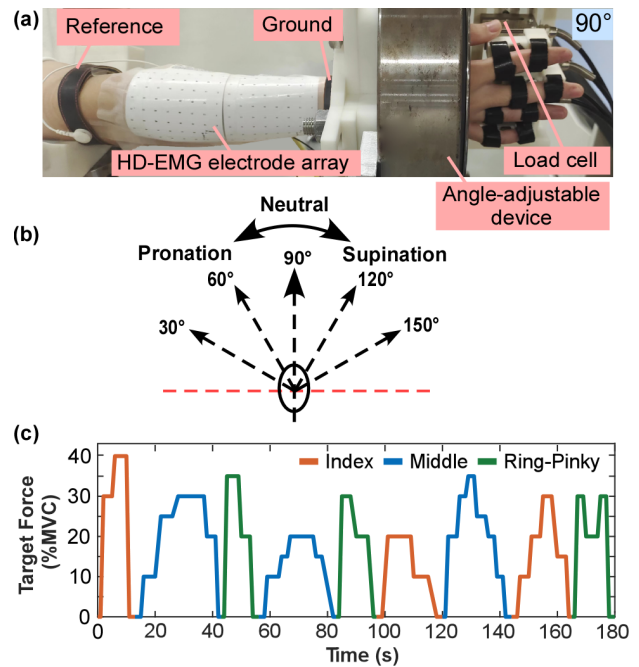 (a)
Reference
Ground
90°
HD-EMG electrode array
Load cell
Angle-adjustable
device
(b)
Neutral
Pronation
90°
Supination
60°
120°
30°
150°
(c)
Index
Middle
Ring-Pinky
Target Force
(%MVC)
40
30
20
10
0
0
20
40
60
80
100
120
140
160
180
Time (s)